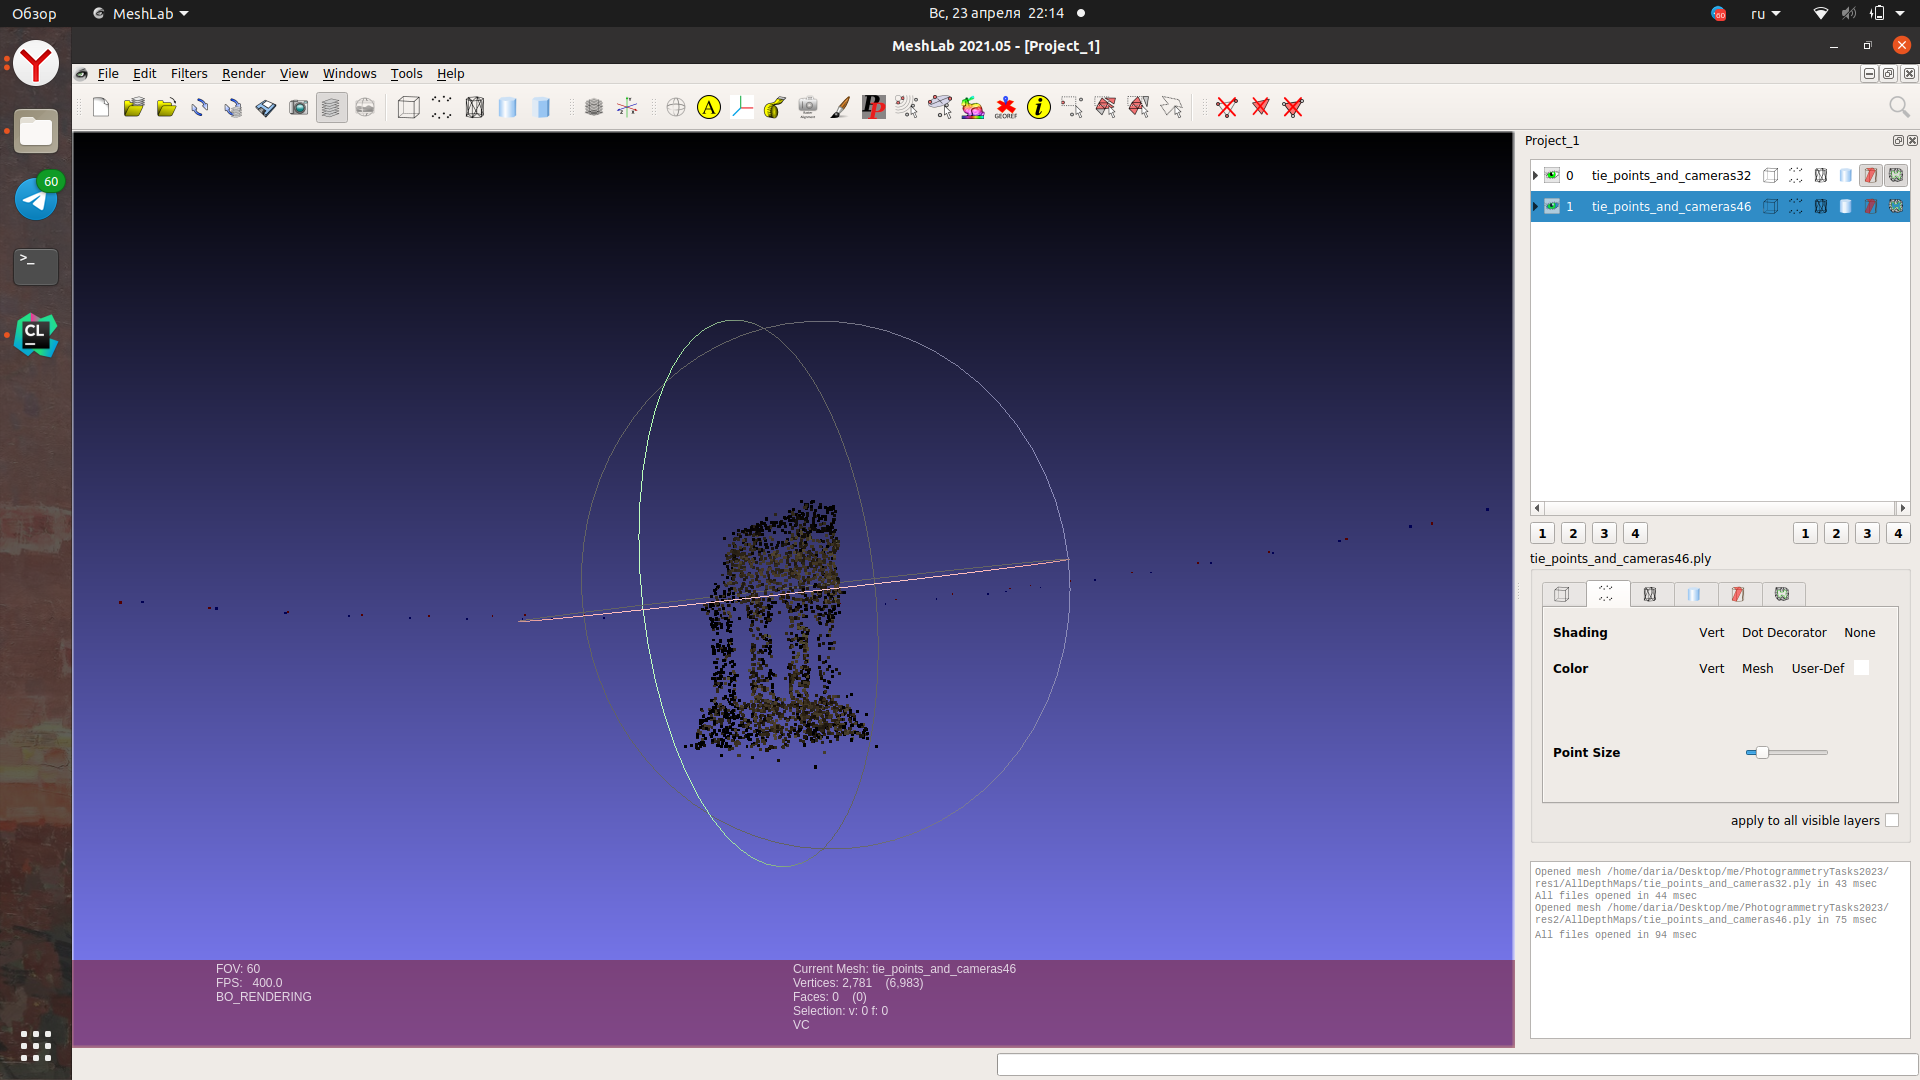 Обзор
MeshLab
Вс, 23 апреля 22:14
60
ru
MeshLab 2021.05 - [Project_1]
File Edit Filters Render View Windows Tools Help
A
PP
GEOREF
i
60
>_
CL
Project_1
0 tie_points_and_cameras32
1 tie_points_and_cameras46
1 2 3 4 1 2 3 4
tie_points_and_cameras46.ply
Shading Vert Dot Decorator None
Color Vert Mesh User-Def
Point Size
apply to all visible layers
Opened mesh /home/daria/Desktop/me/PhotogrammetryTasks2023/
res1/AllDepthMaps/tie_points_and_cameras32.ply in 43 msec
All files opened in 44 msec
Opened mesh /home/daria/Desktop/me/PhotogrammetryTasks2023/
res2/AllDepthMaps/tie_points_and_cameras46.ply in 75 msec
All files opened in 94 msec
FOV: 60
FPS: 400.0
BO_RENDERING
Current Mesh: tie_points_and_cameras46
Vertices: 2,781 (6,983)
Faces: 0 (0)
Selection: v: 0 f: 0
VC